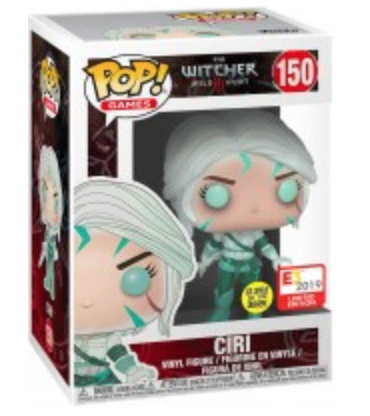 POP!
GAMES
THE
WITCHER
WILD HUNT
150
GLOWS
IN THE
DARK
E3
2019
LIMITED
EDITION
CIRI
VINYL FIGURE / FIGURINE EN VINYLE /
FIGURA DE VINIL